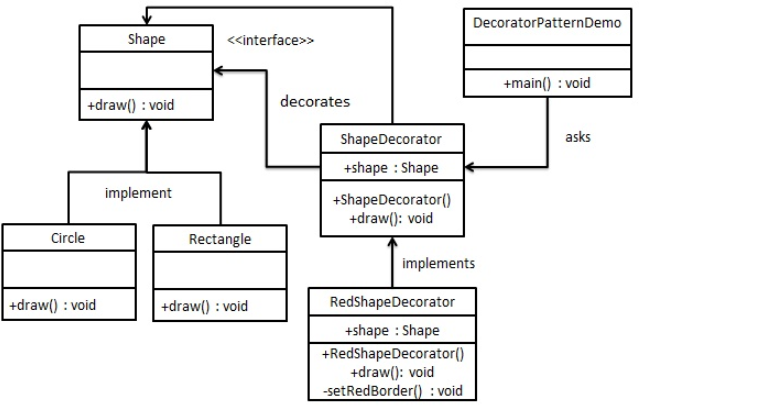 Shape
+draw() : void
<<interface>>
decorates
DecoratorPatternDemo
+main() : void
asks
ShapeDecorator
+shape : Shape
+ShapeDecorator()
+draw(): void
implement
implements
Circle
+draw() : void
Rectangle
+draw() : void
RedShapeDecorator
+shape : Shape
+RedShapeDecorator()
+draw(): void
-setRedBorder() : void